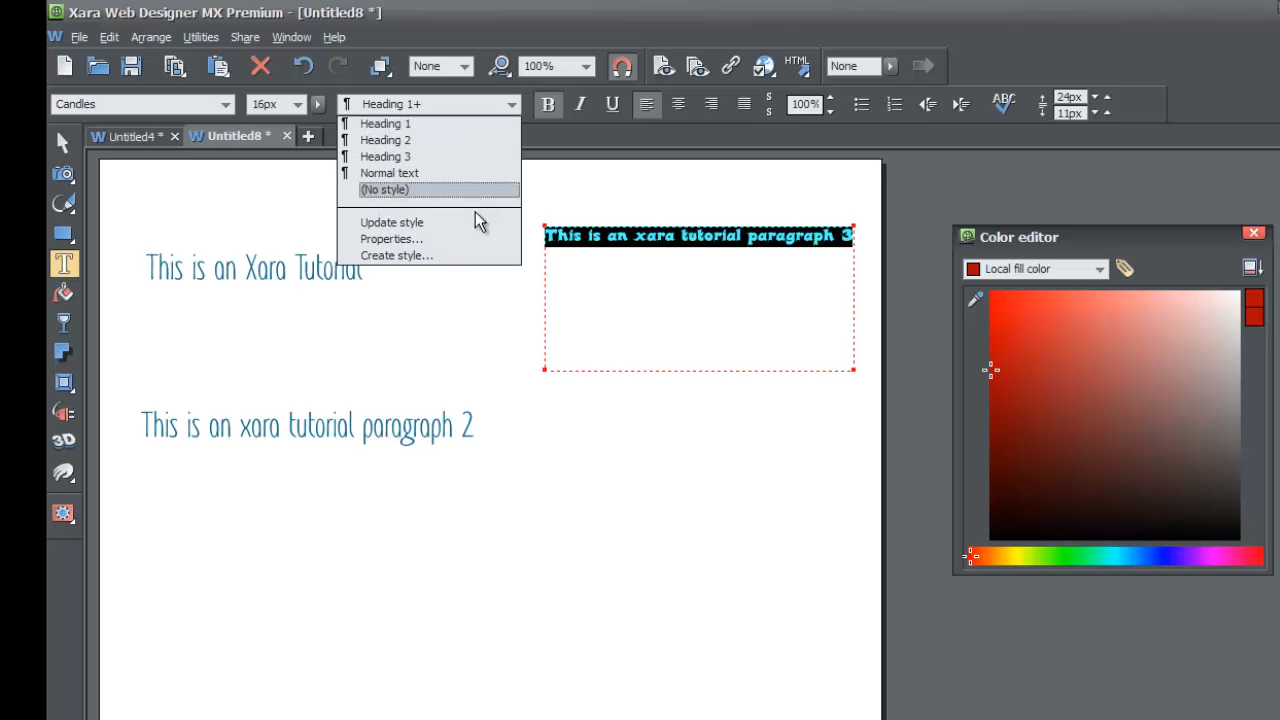 Xara Web Designer MX Premium - [Untitled8 *]
W File Edit Arrange Utilities Share Window Help
None 100% HTML None
Candles 16px ¶ Heading 1+ B I U S S 100% ABC 24px 11px
W Untitled4 * W Untitled8 *
¶ Heading 1
¶ Heading 2
¶ Heading 3
¶ Normal text
(No style)
Update style
Properties...
Create style...
This is an Xara Tutorial
This is an xara tutorial paragraph 3
This is an xara tutorial paragraph 2
T
3D
Color editor
Local fill color